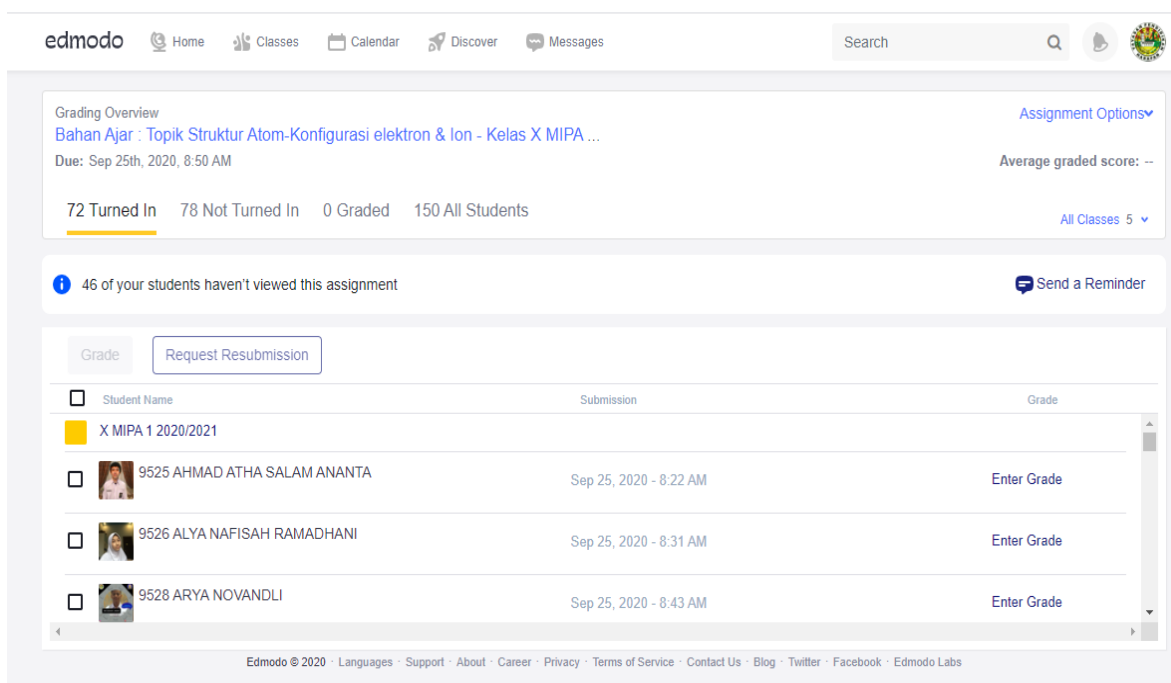 edmodo Home Classes Calendar Discover Messages Search
Grading Overview Assignment Options
Bahan Ajar : Topik Struktur Atom-Konfigurasi elektron & Ion - Kelas X MIPA ...
Due: Sep 25th, 2020, 8:50 AM Average graded score: --
72 Turned In 78 Not Turned In 0 Graded 150 All Students All Classes 5
46 of your students haven't viewed this assignment Send a Reminder
Grade Request Resubmission
Student Name Submission Grade
X MIPA 1 2020/2021
9525 AHMAD ATHA SALAM ANANTA Sep 25, 2020 - 8:22 AM Enter Grade
9526 ALYA NAFISAH RAMADHANI Sep 25, 2020 - 8:31 AM Enter Grade
9528 ARYA NOVANDLI Sep 25, 2020 - 8:43 AM Enter Grade
Edmodo © 2020 · Languages · Support · About · Career · Privacy · Terms of Service · Contact Us · Blog · Twitter · Facebook · Edmodo Labs